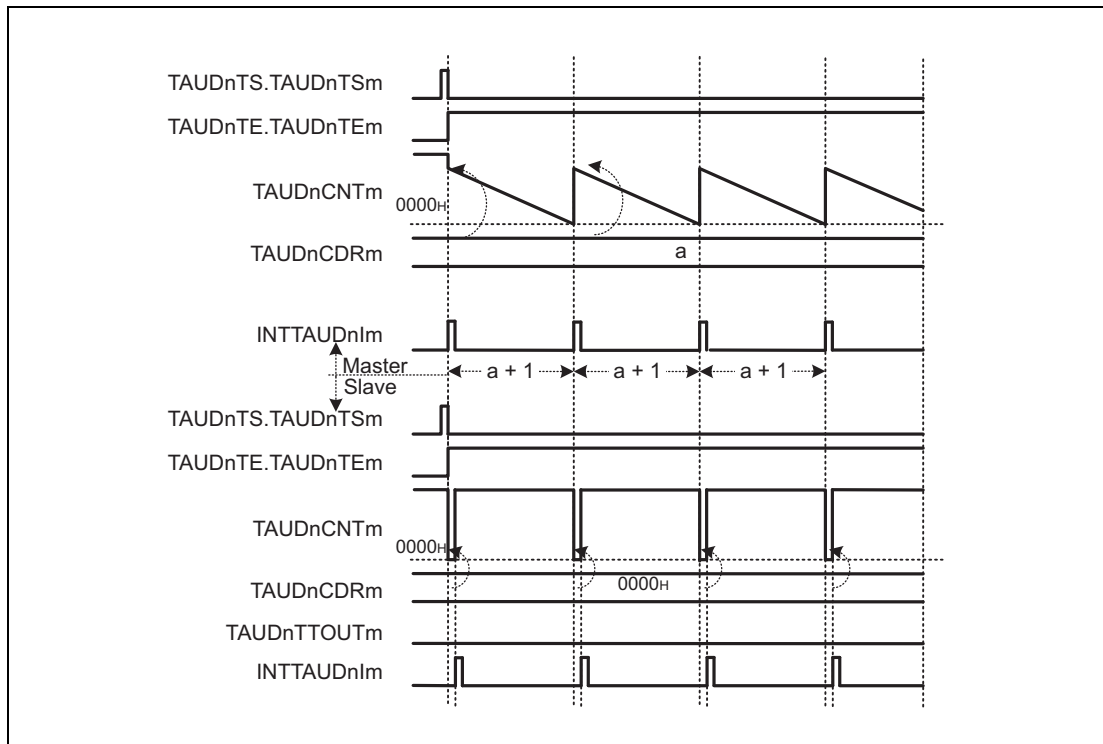 TAUDnTS.TAUDnTSm
TAUDnTE.TAUDnTEm
TAUDnCNTm
0000H
TAUDnCDRm
a
INTTAUDnIm
Master
a + 1
a + 1
a + 1
Slave
TAUDnTS.TAUDnTSm
TAUDnTE.TAUDnTEm
TAUDnCNTm
0000H
TAUDnCDRm
0000H
TAUDnTTOUTm
INTTAUDnIm